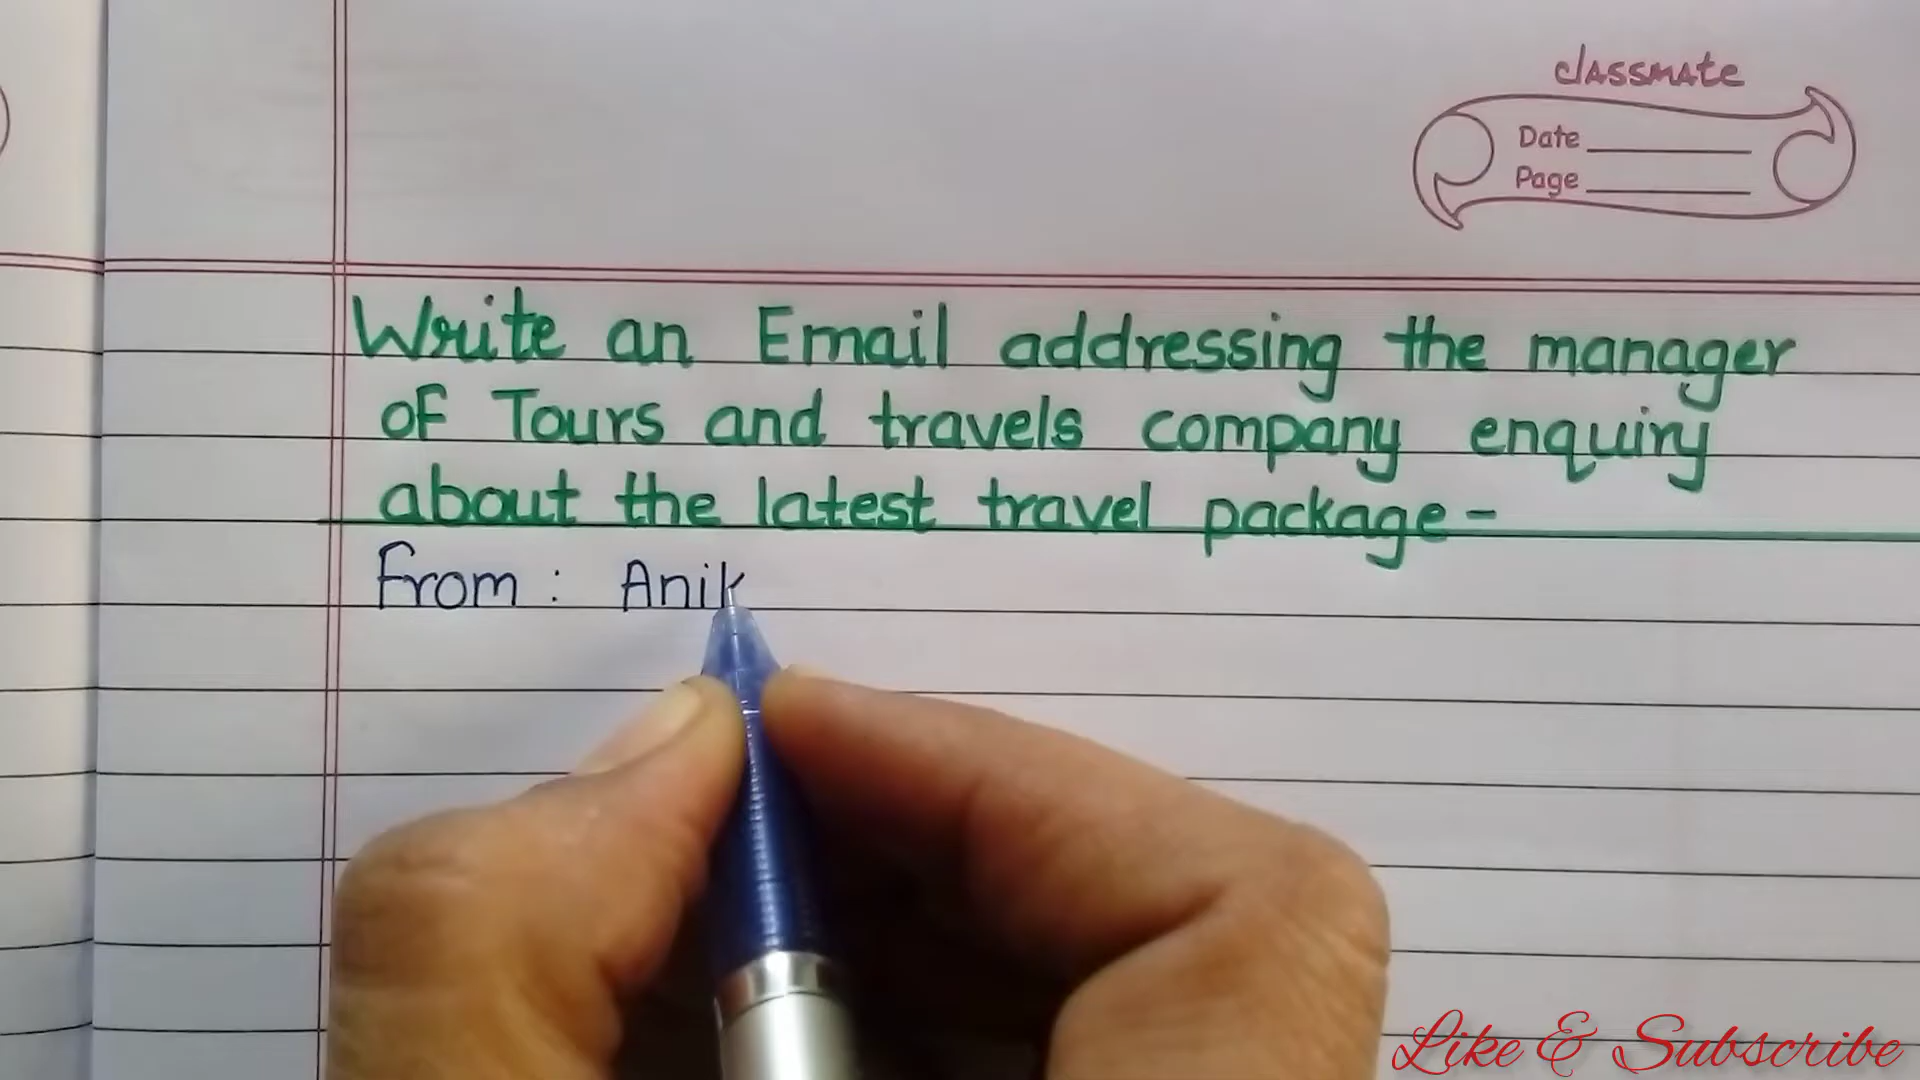 classmate
Date
Page
Write an Email addressing the manager
of Tours and travels company enquiry
about the latest travel package-
From : Anik
Like & Subscribe